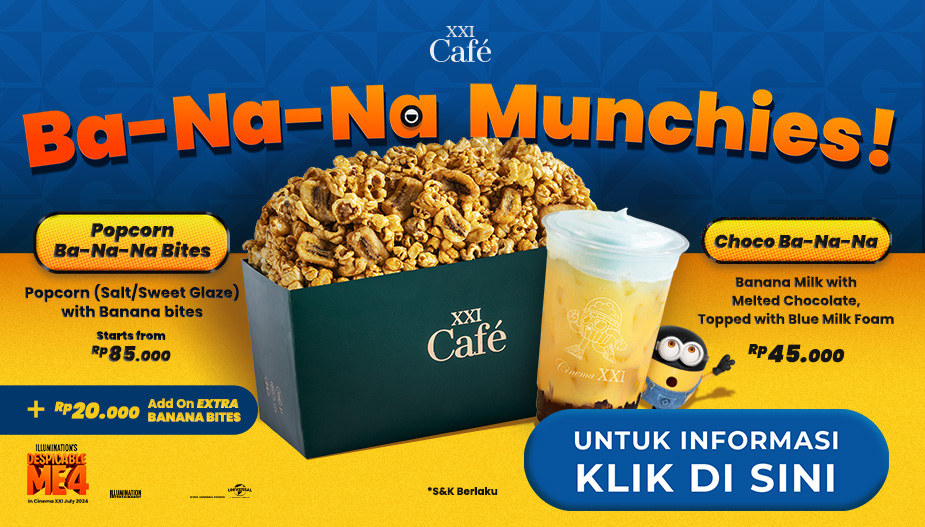 XXI
Café
Ba-Na-Na Munchies!
Popcorn
Ba-Na-Na Bites
Popcorn (Salt/Sweet Glaze)
with Banana bites
Starts from
Rp85.000
+ Rp20.000 Add On EXTRA
BANANA BITES
XXI
Café
Cinema XXI
Choco Ba-Na-Na
Banana Milk with
Melted Chocolate,
Topped with Blue Milk Foam
Rp45.000
UNTUK INFORMASI
KLIK DI SINI
ILLUMINATION'S
DESPICABLE
ME4
In Cinema XXI July 2024
ILLUMINATION
UNIVERSAL
*S&K Berlaku